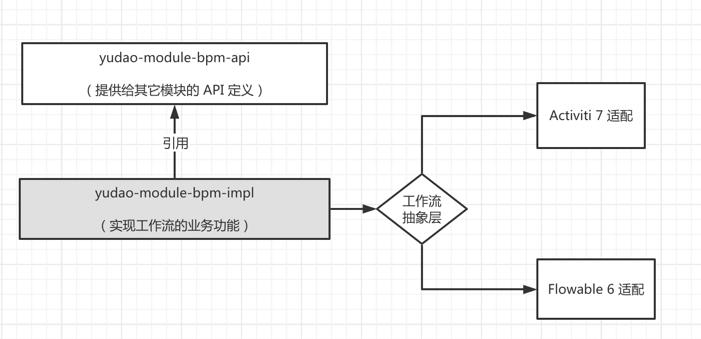 yudao-module-bpm-api
（提供给其它模块的 API 定义）
引用
yudao-module-bpm-impl
（实现工作流的业务功能）
工作流
抽象层
Activiti 7 适配
Flowable 6 适配